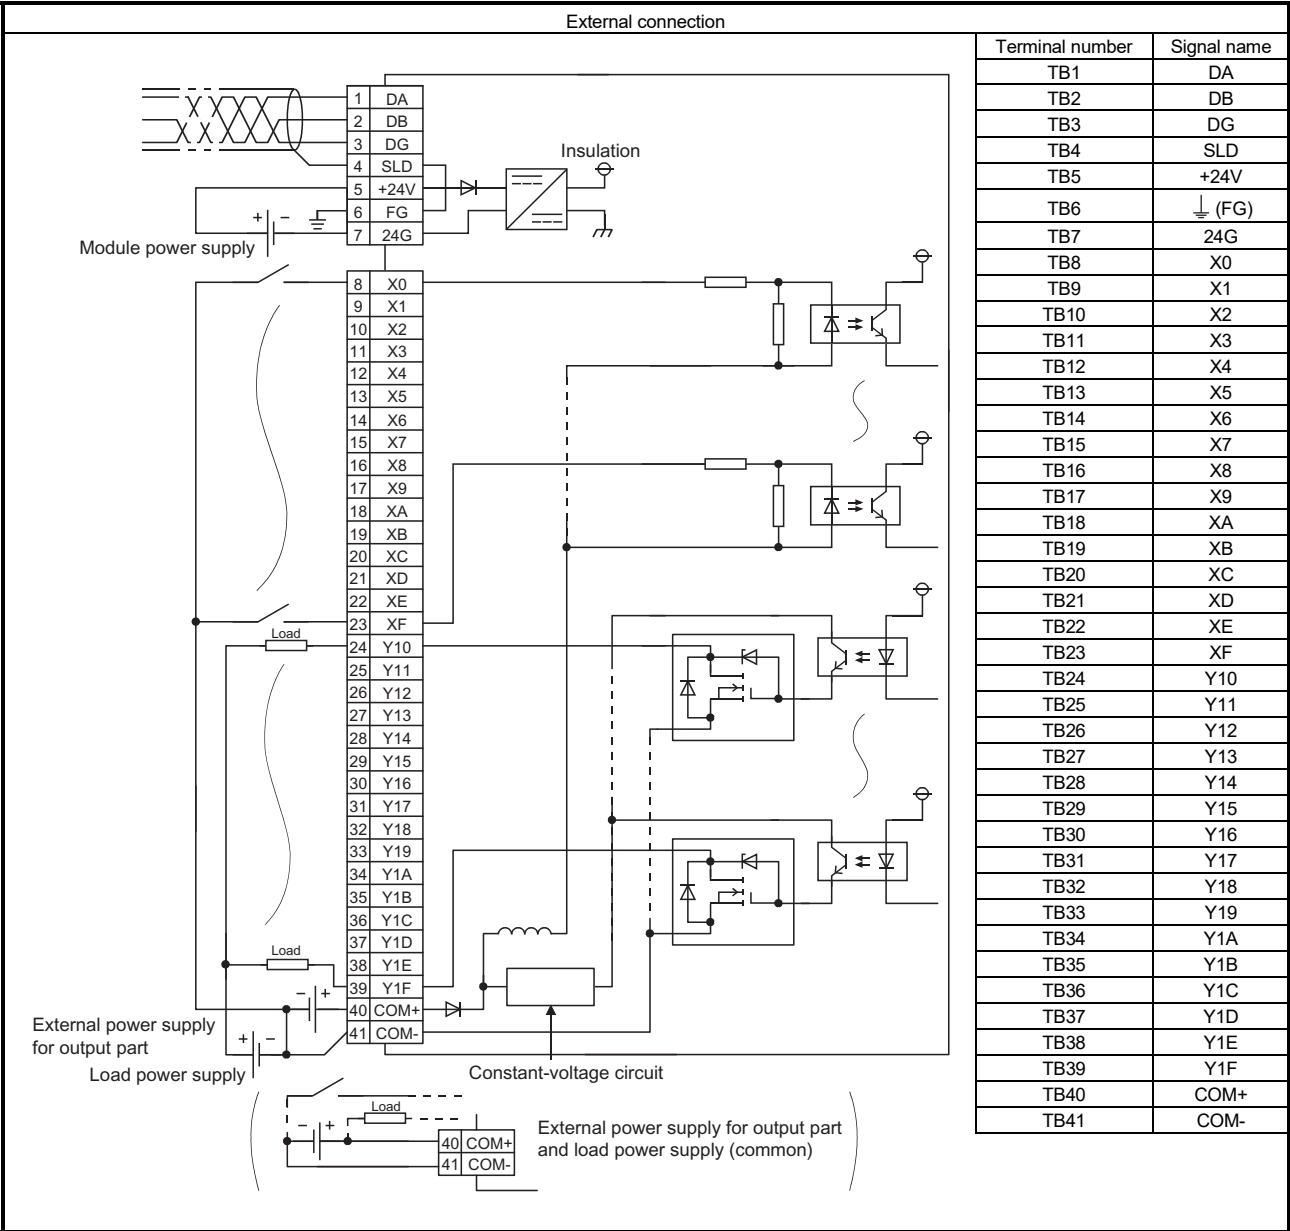 External connection
1 DA
2 DB
3 DG
4 SLD
5 +24V
6 FG
7 24G
Insulation
+ −
Module power supply
8 X0
9 X1
10 X2
11 X3
12 X4
13 X5
14 X6
15 X7
16 X8
17 X9
18 XA
19 XB
20 XC
21 XD
22 XE
23 XF
Load
24 Y10
25 Y11
26 Y12
27 Y13
28 Y14
29 Y15
30 Y16
31 Y17
32 Y18
33 Y19
34 Y1A
35 Y1B
36 Y1C
37 Y1D
38 Y1E
Load
39 Y1F
40 COM+
41 COM-
− +
External power supply
for output part
+ −
Load power supply
Constant-voltage circuit
Load
− +
40 COM+
41 COM-
External power supply for output part
and load power supply (common)
Terminal number Signal name
TB1 DA
TB2 DB
TB3 DG
TB4 SLD
TB5 +24V
TB6 (FG)
TB7 24G
TB8 X0
TB9 X1
TB10 X2
TB11 X3
TB12 X4
TB13 X5
TB14 X6
TB15 X7
TB16 X8
TB17 X9
TB18 XA
TB19 XB
TB20 XC
TB21 XD
TB22 XE
TB23 XF
TB24 Y10
TB25 Y11
TB26 Y12
TB27 Y13
TB28 Y14
TB29 Y15
TB30 Y16
TB31 Y17
TB32 Y18
TB33 Y19
TB34 Y1A
TB35 Y1B
TB36 Y1C
TB37 Y1D
TB38 Y1E
TB39 Y1F
TB40 COM+
TB41 COM-